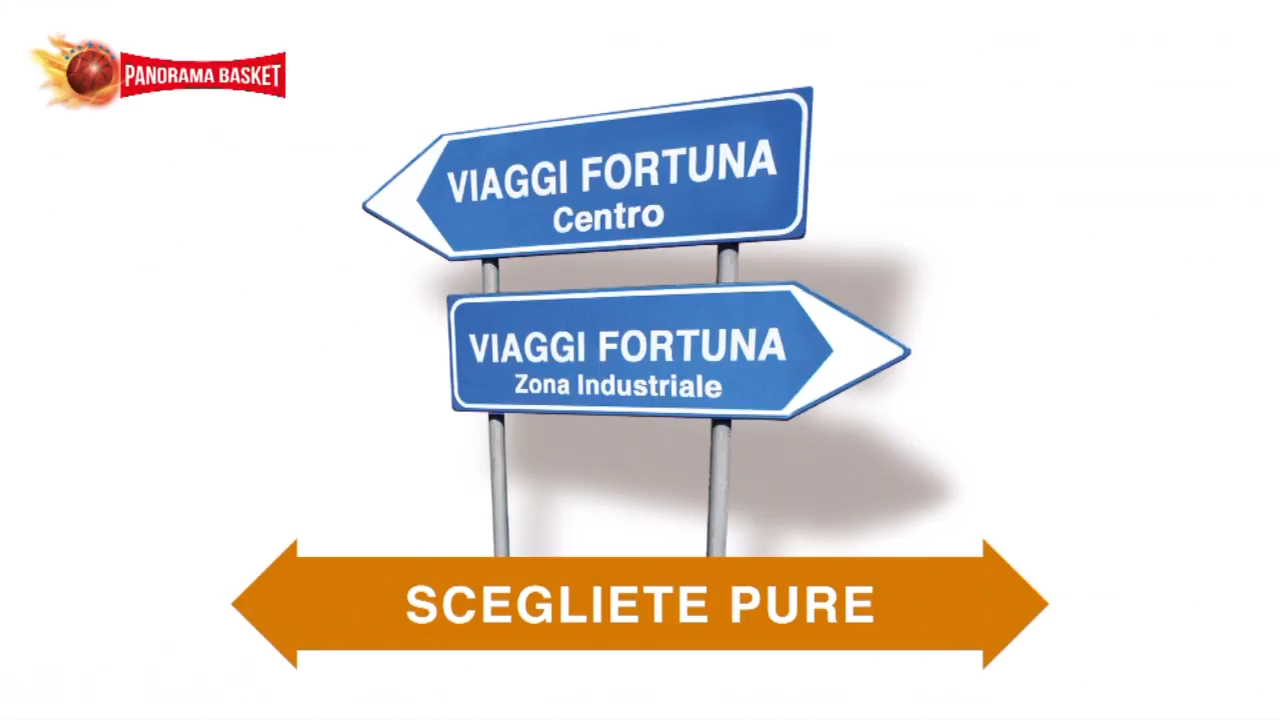 PANORAMA BASKET
VIAGGI FORTUNA
Centro
VIAGGI FORTUNA
Zona Industriale
SCEGLIETE PURE